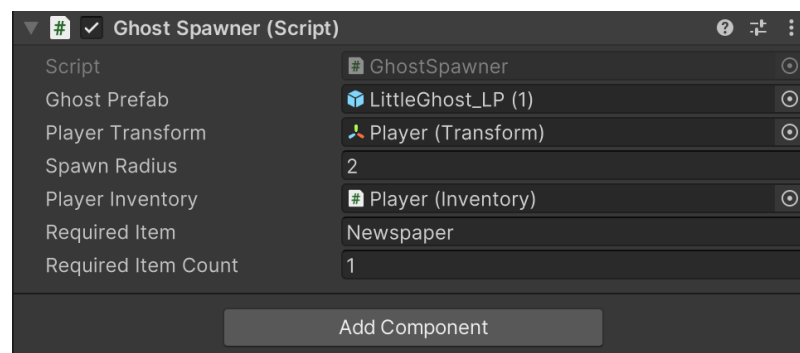 # Ghost Spawner (Script)
Script # GhostSpawner
Ghost Prefab LittleGhost_LP (1)
Player Transform Player (Transform)
Spawn Radius 2
Player Inventory # Player (Inventory)
Required Item Newspaper
Required Item Count 1
Add Component